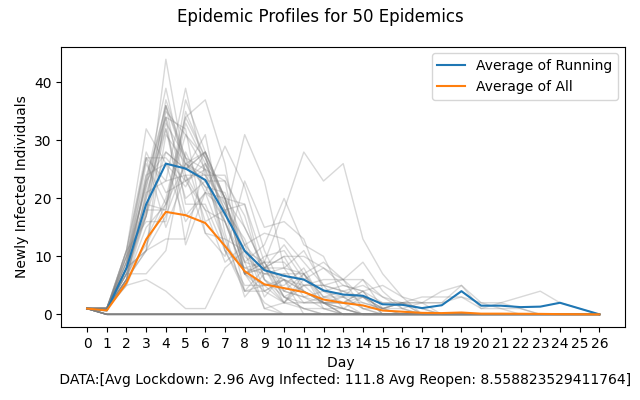 Epidemic Profiles for 50 Epidemics
Average of Running
Average of All
Newly Infected Individuals
40
30
20
10
0
0 1 2 3 4 5 6 7 8 9 10 11 12 13 14 15 16 17 18 19 20 21 22 23 24 25 26
Day
DATA:[Avg Lockdown: 2.96 Avg Infected: 111.8 Avg Reopen: 8.558823529411764]